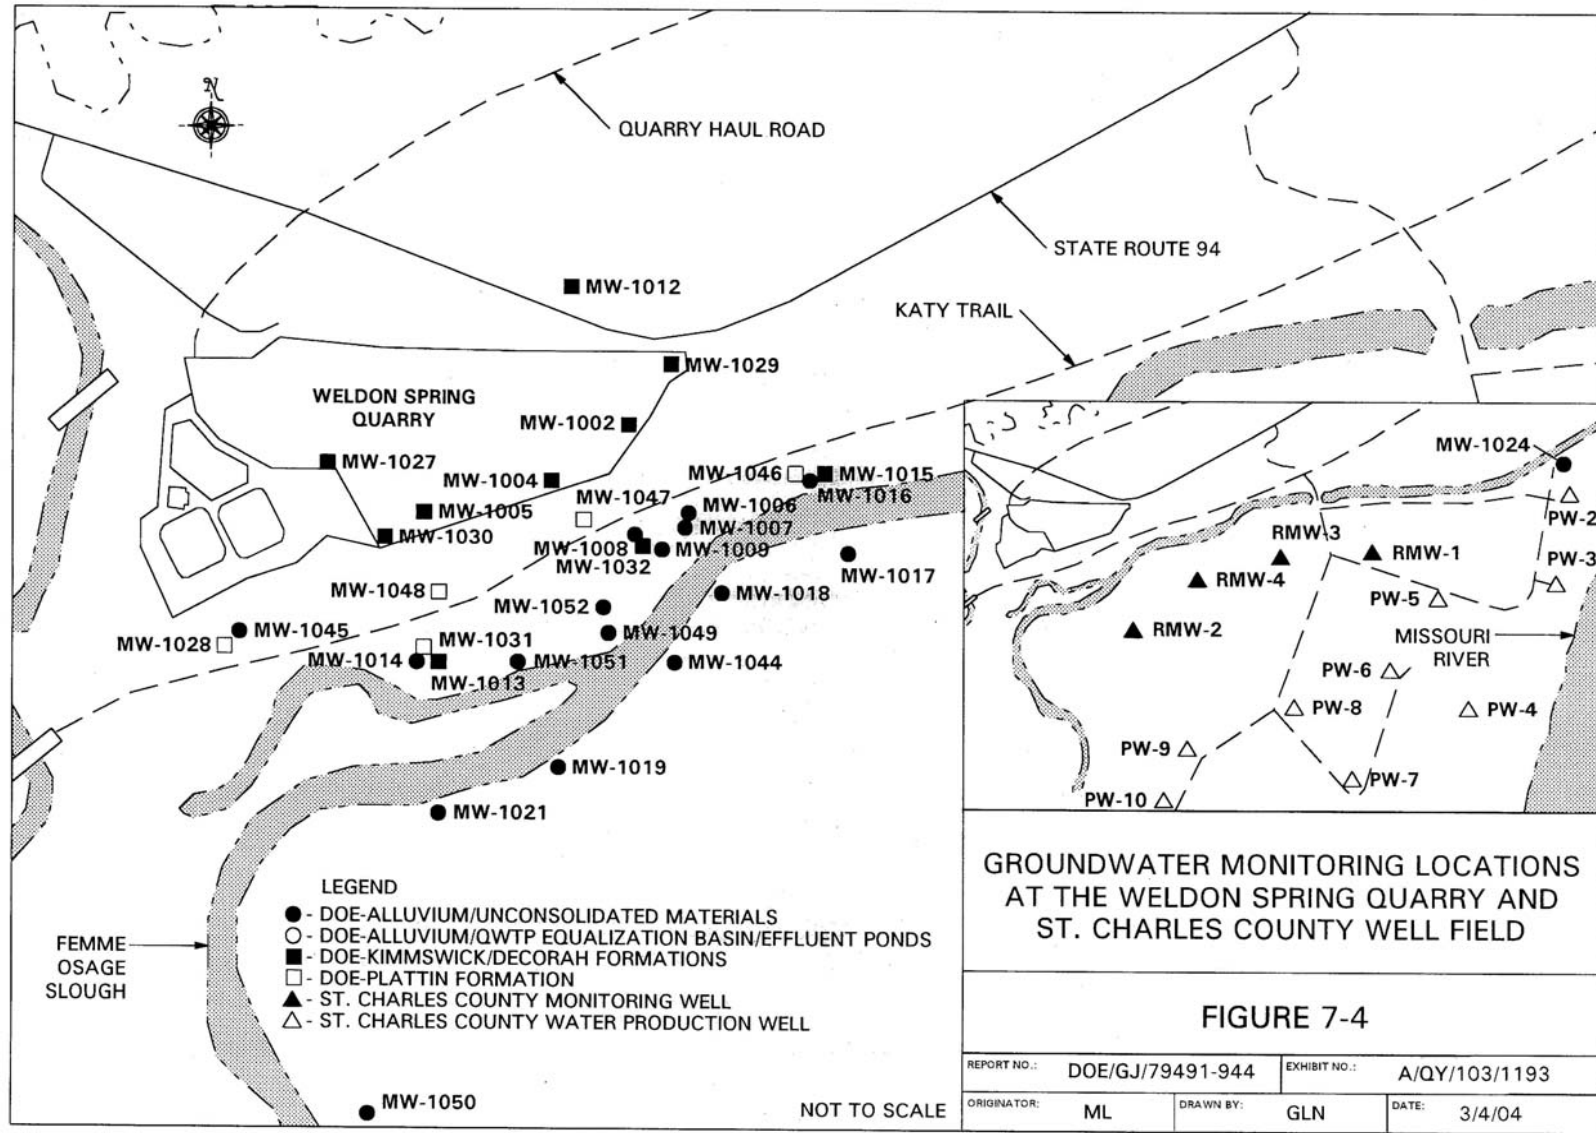 N
QUARRY HAUL ROAD
STATE ROUTE 94
MW-1012
KATY TRAIL
MW-1029
WELDON SPRING
QUARRY
MW-1002
MW-1027
MW-1004
MW-1046
MW-1015
MW-1016
MW-1047
MW-1006
MW-1005
MW-1007
MW-1030
MW-1008
MW-1009
MW-1032
MW-1017
MW-1048
MW-1018
MW-1052
MW-1045
MW-1049
MW-1028
MW-1031
MW-1014
MW-1051
MW-1044
MW-1013
MW-1019
MW-1021
MW-1024
PW-2
RMW-3
RMW-1
PW-3
RMW-4
PW-5
RMW-2
MISSOURI
RIVER
PW-6
PW-8
PW-4
PW-9
PW-7
PW-10
LEGEND
- DOE-ALLUVIUM/UNCONSOLIDATED MATERIALS
- DOE-ALLUVIUM/QWTP EQUALIZATION BASIN/EFFLUENT PONDS
- DOE-KIMMSWICK/DECORAH FORMATIONS
- DOE-PLATTIN FORMATION
- ST. CHARLES COUNTY MONITORING WELL
- ST. CHARLES COUNTY WATER PRODUCTION WELL
FEMME
OSAGE
SLOUGH
MW-1050
NOT TO SCALE
GROUNDWATER MONITORING LOCATIONS
AT THE WELDON SPRING QUARRY AND
ST. CHARLES COUNTY WELL FIELD
FIGURE 7-4
REPORT NO.: DOE/GJ/79491-944 EXHIBIT NO.: A/QY/103/1193
ORIGINATOR: ML DRAWN BY: GLN DATE: 3/4/04